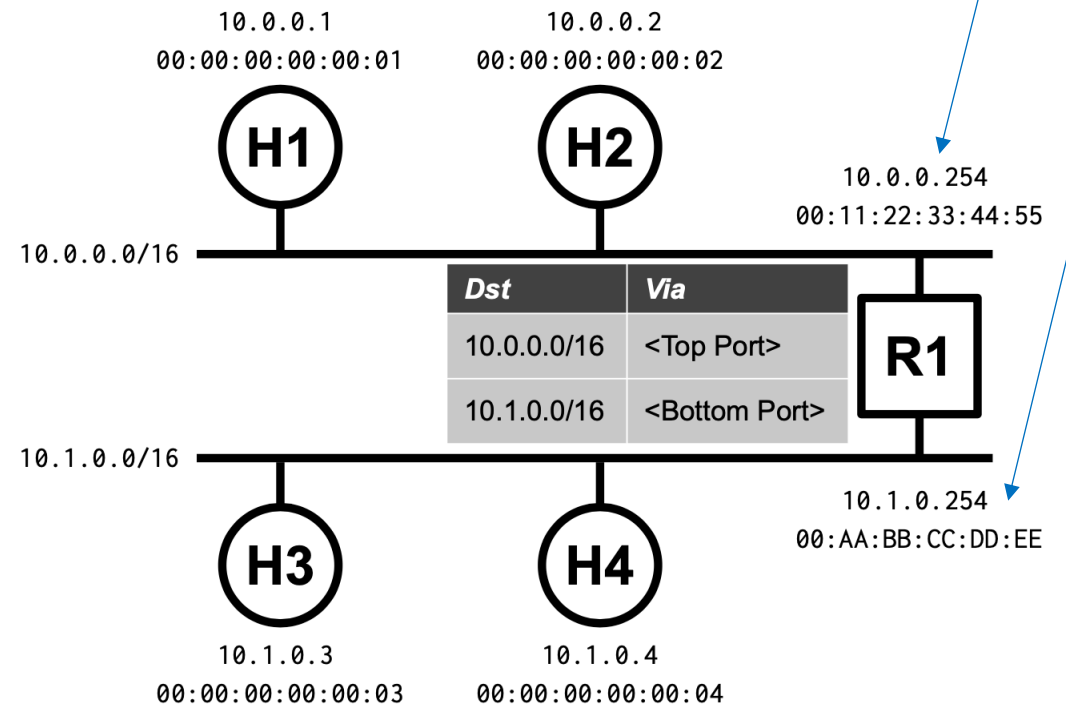 10.0.0.1
00:00:00:00:00:01
10.0.0.2
00:00:00:00:00:02
H1
H2
10.0.0.254
00:11:22:33:44:55
10.0.0.0/16
Dst Via
10.0.0.0/16 <Top Port>
10.1.0.0/16 <Bottom Port>
R1
10.1.0.0/16
10.1.0.254
00:AA:BB:CC:DD:EE
H3
H4
10.1.0.3
00:00:00:00:00:03
10.1.0.4
00:00:00:00:00:04